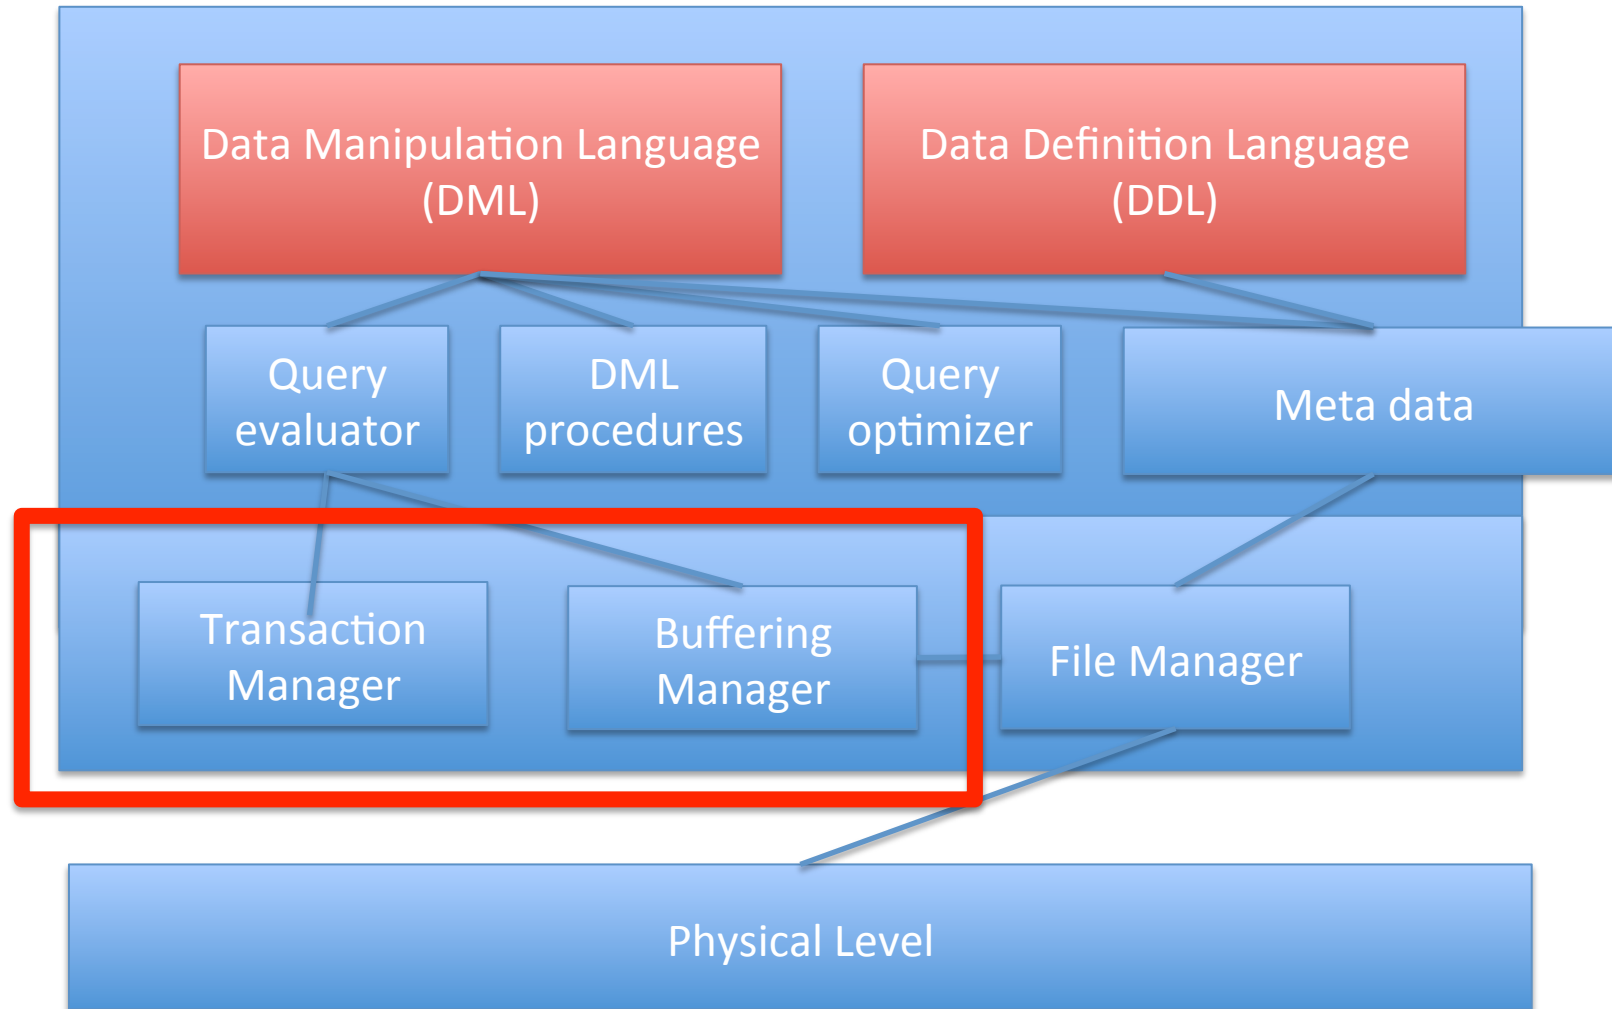 Data Manipulation Language
(DML)
Data Definition Language
(DDL)
Query
evaluator
DML
procedures
Query
optimizer
Meta data
Transaction
Manager
Buffering
Manager
File Manager
Physical Level